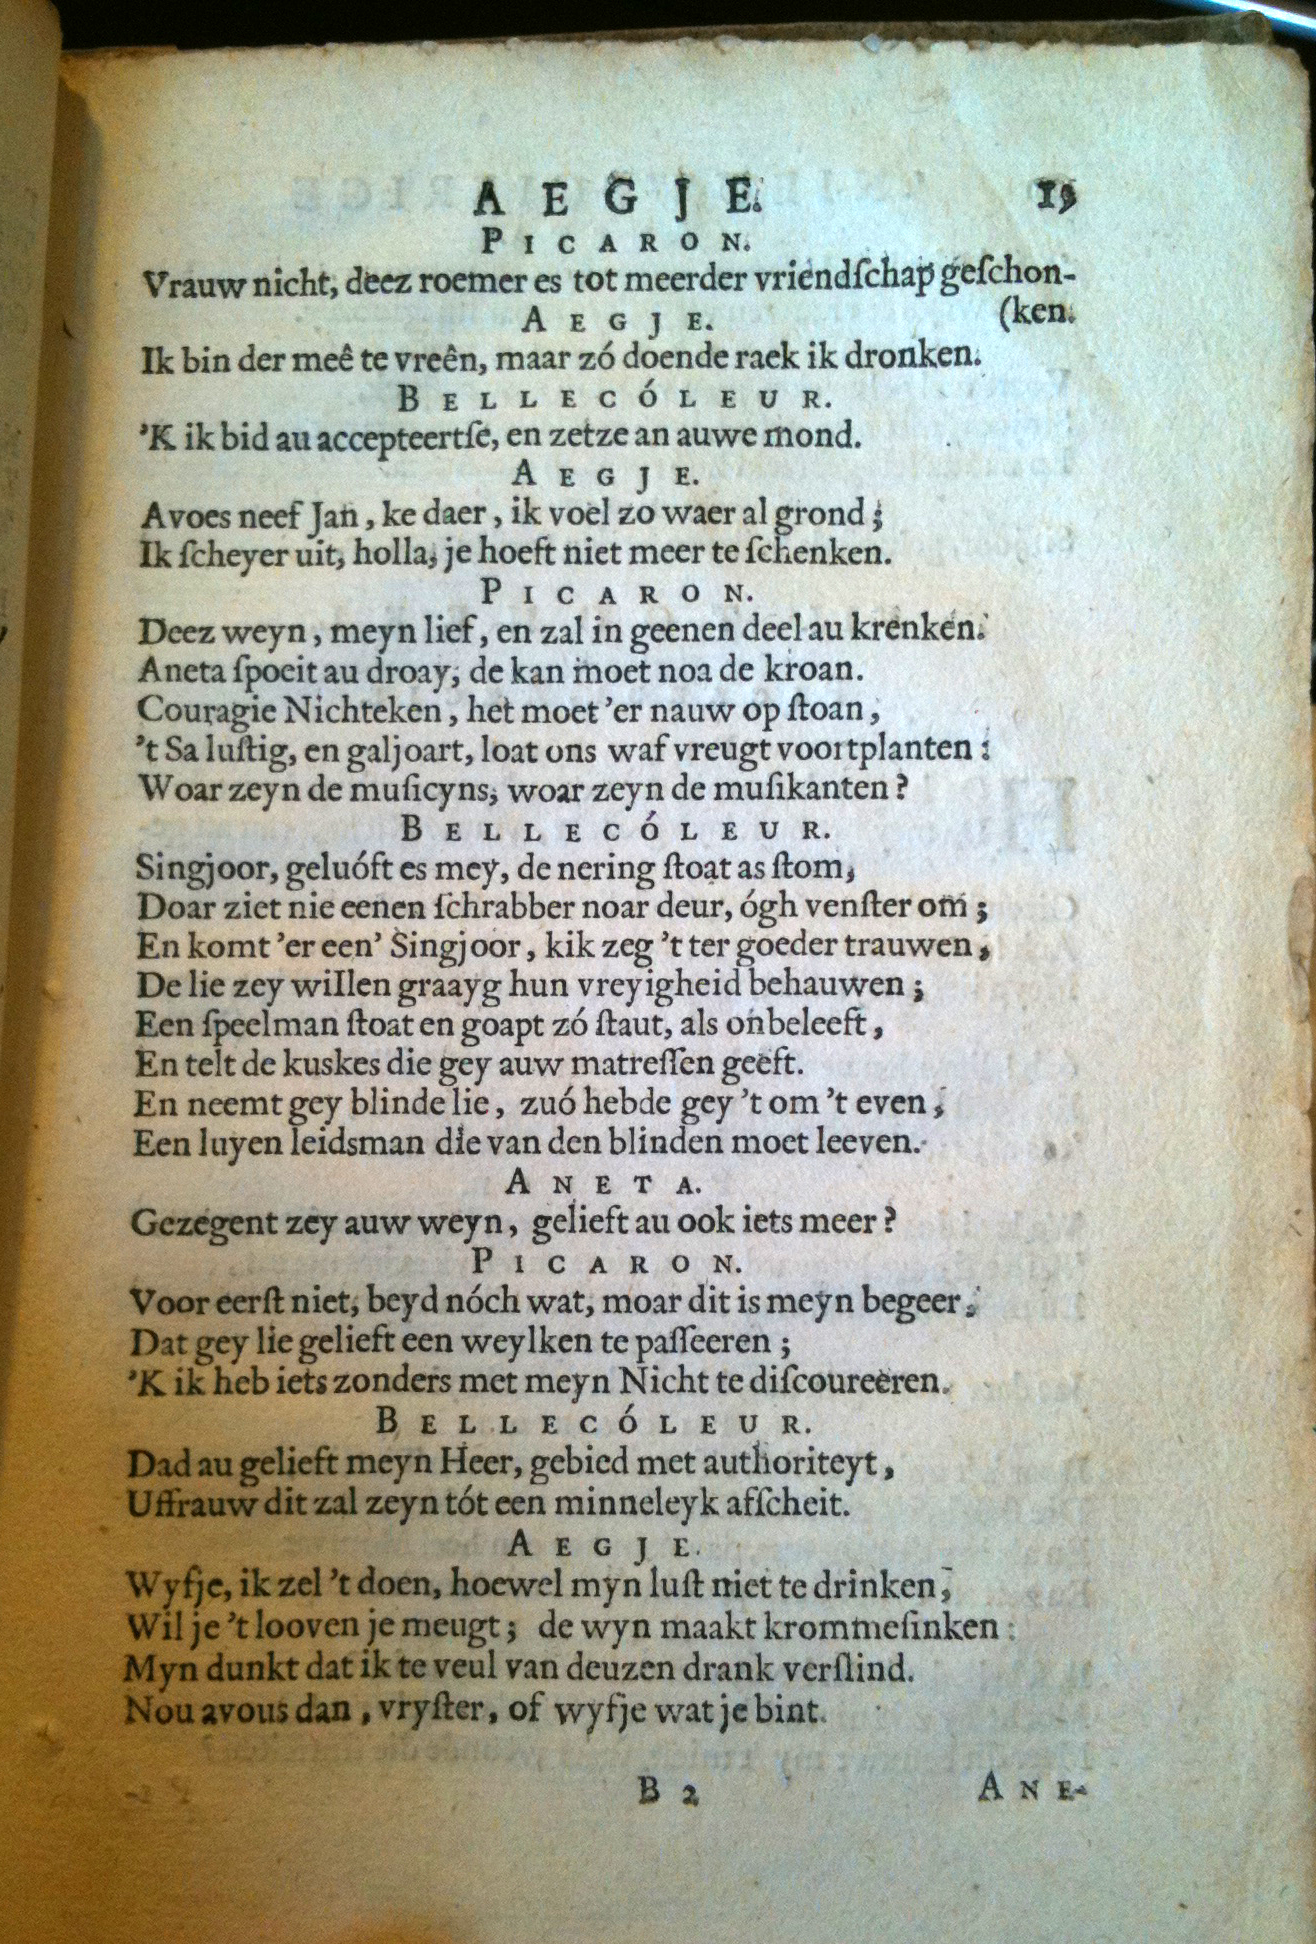 AEGJE. 19
PICARON.
Vrauw nicht, deez roemer es tot meerder vriendſchap geſchon-
(ken.
AEGJE.
Ik bin der meê te vreên, maar zó doende raek ik dronken.
BELLECÓLEUR.
'K ik bid au accepteertſe, en zetze an auwe mond.
AEGJE.
Avoes neef Jan, ke daer, ik voel zo waer al grond;
Ik ſcheyer uit, holla, je hoeft niet meer te ſchenken.
PICARON.
Deez weyn, meyn lief, en zal in geenen deel au krenken.
Aneta ſpoeit au droay, de kan moet noa de kroan.
Couragie Nichteken, het moet 'er nauw op ſtoan,
't Sa luſtig, en galjoart, loat ons waf vreugt voortplanten:
Woar zeyn de muſicyns, woar zeyn de muſikanten?
BELLECÓLEUR.
Singjoor, geluóft es mey, de nering ſtoat as ſtom,
Doar ziet nie eenen ſchrabber noar deur, ógh venſter om;
En komt 'er een' Singjoor, kik zeg 't ter goeder trauwen,
De lie zey willen graayg hun vreyigheid behauwen;
Een ſpeelman ſtoat en goapt zó ſtaut, als onbeleeft,
En telt de kuskes die gey auw matreſſen geeft.
En neemt gey blinde lie, zuó hebde gey 't om 't even,
Een luyen leidsman die van den blinden moet leeven.
ANETA.
Gezegent zey auw weyn, gelieft au ook iets meer?
PICARON.
Voor eerſt niet, beyd nóch wat, moar dit is meyn begeer,
Dat gey lie gelieft een weylken te paſſeeren;
'K ik heb iets zonders met meyn Nicht te diſcoureeren.
BELLECÓLEUR.
Dad au gelieft meyn Heer, gebied met authoriteyt,
Uffrauw dit zal zeyn tót een minneleyk afſcheit.
AEGJE.
Wyfje, ik zel 't doen, hoewel myn luſt niet te drinken,
Wil je 't looven je meugt; de wyn maakt krommeſinken:
Myn dunkt dat ik te veul van deuzen drank verſlind.
Nou avous dan, vryſter, of wyfje wat je bint.
B 2 ANE-